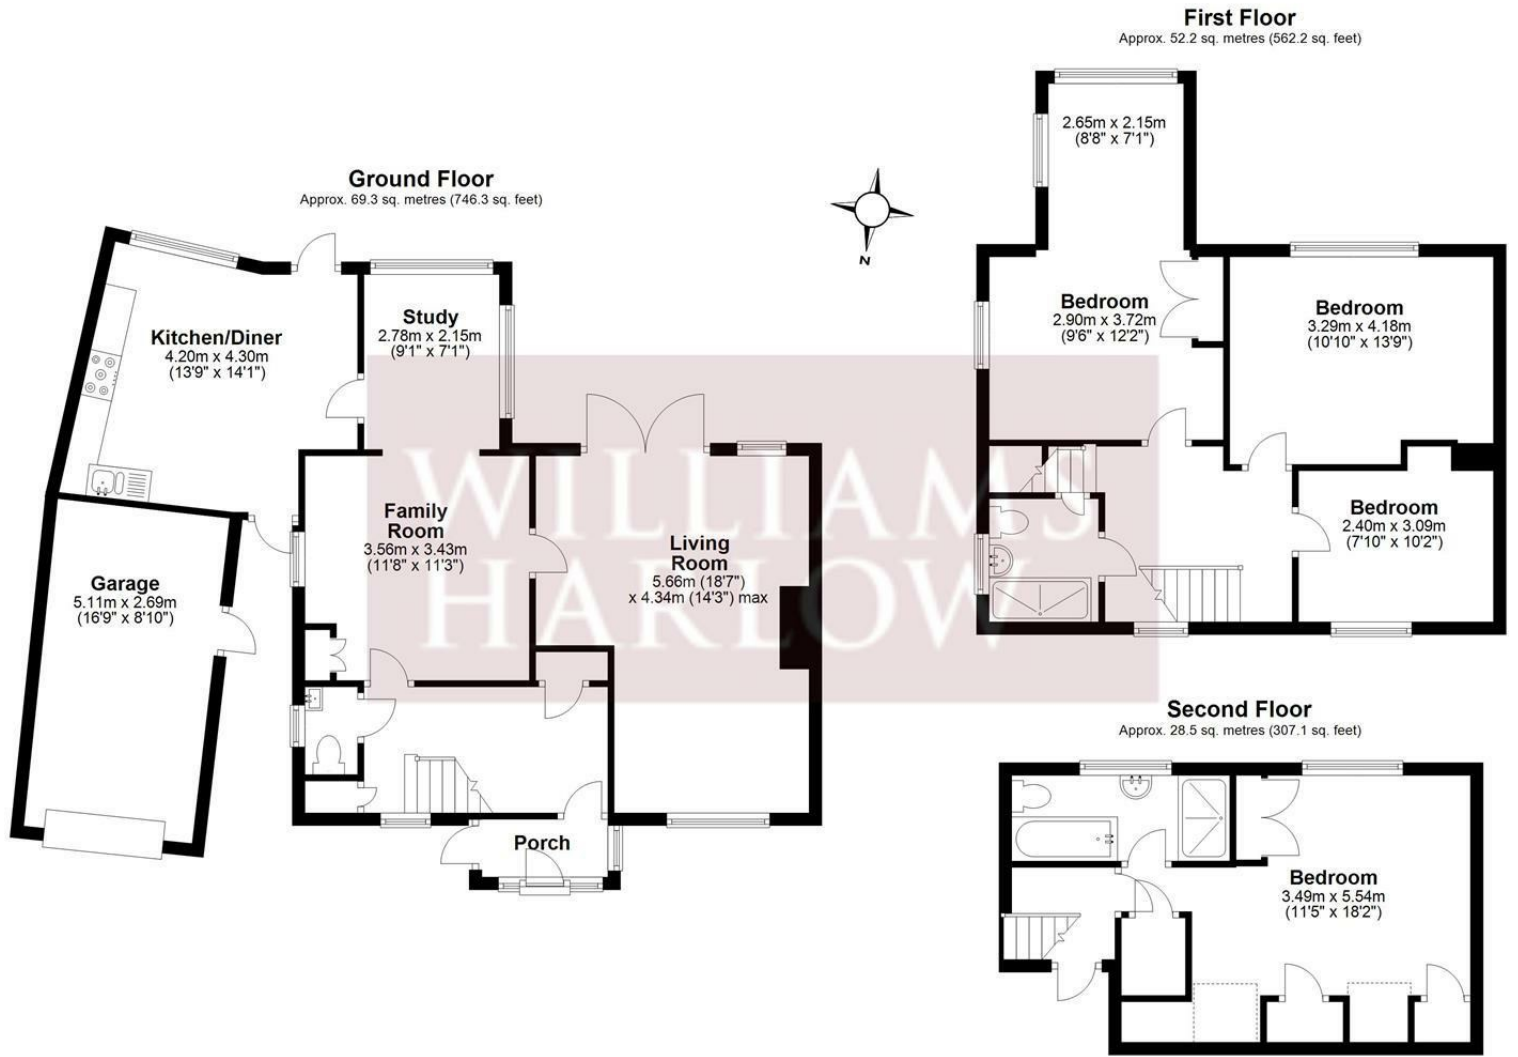 First Floor
Approx. 52.2 sq. metres (562.2 sq. feet)
2.65m x 2.15m
(8'8" x 7'1")
Bedroom
2.90m x 3.72m
(9'6" x 12'2")
Bedroom
3.29m x 4.18m
(10'10" x 13'9")
Bedroom
2.40m x 3.09m
(7'10" x 10'2")
Ground Floor
Approx. 69.3 sq. metres (746.3 sq. feet)
Kitchen/Diner
4.20m x 4.30m
(13'9" x 14'1")
Study
2.78m x 2.15m
(9'1" x 7'1")
Family
Room
3.56m x 3.43m
(11'8" x 11'3")
Living
Room
5.66m (18'7")
x 4.34m (14'3") max
Garage
5.11m x 2.69m
(16'9" x 8'10")
Porch
N
WILLIAMS
HARLOW
Second Floor
Approx. 28.5 sq. metres (307.1 sq. feet)
Bedroom
3.49m x 5.54m
(11'5" x 18'2")